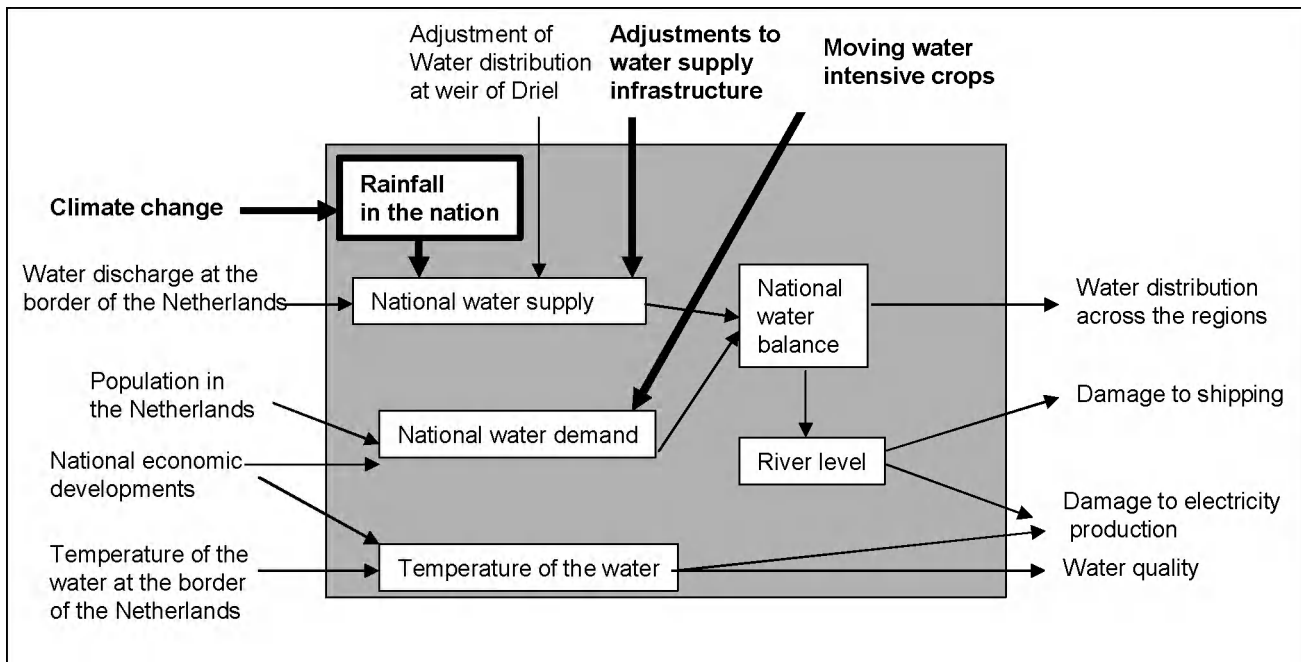 Adjustment of
Water distribution
at weir of Driel
Adjustments to
water supply
infrastructure
Moving water
intensive crops
Climate change
Rainfall
in the nation
Water discharge at the
border of the Netherlands
National water supply
National
water
balance
Water distribution
across the regions
Population in
the Netherlands
National water demand
Damage to shipping
National economic
developments
River level
Damage to electricity
production
Temperature of the
water at the border
of the Netherlands
Temperature of the water
Water quality